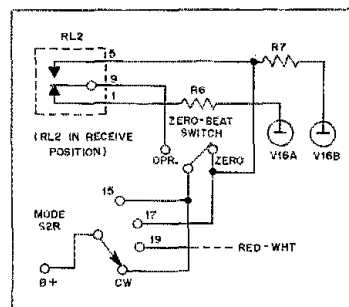 RL2
5
9
1
R7
R6
(RL2 IN RECEIVE
POSITION)
ZERO-BEAT
SWITCH
OPR.
ZERO
V16A
V16B
15
17
MODE
S2R
19
RED-WHT
B+
CW